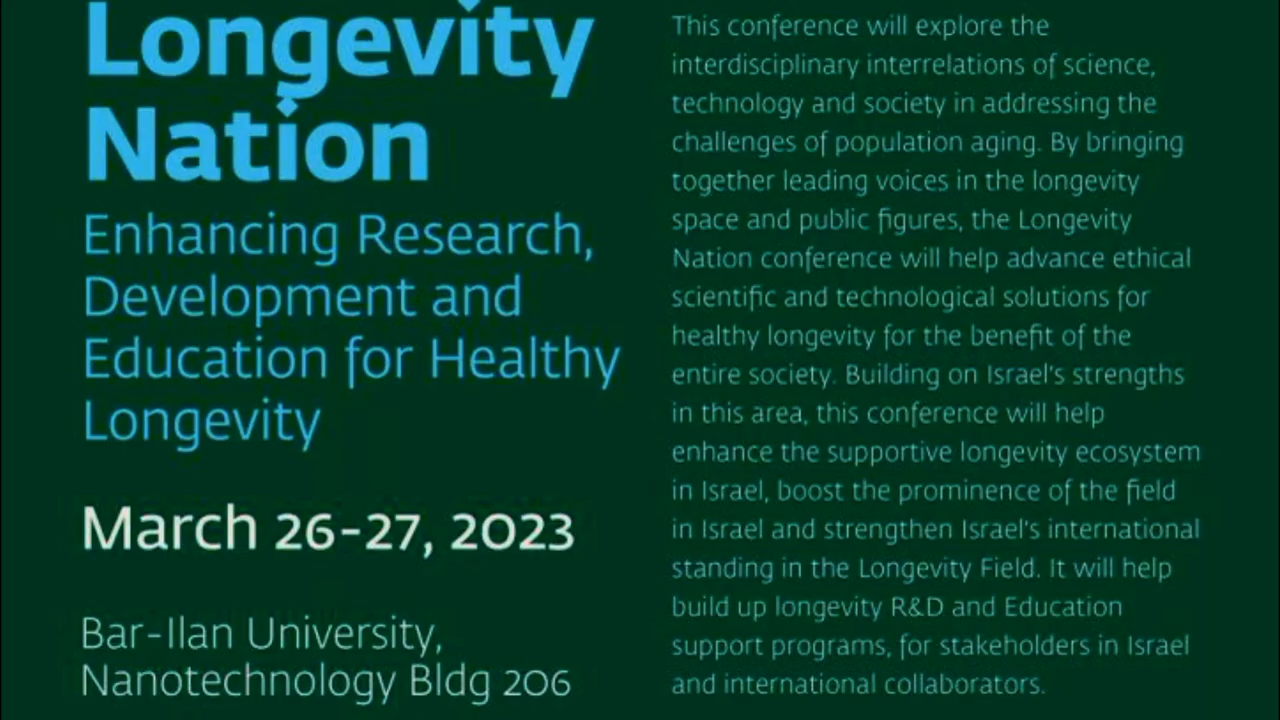 Longevity
Nation
Enhancing Research,
Development and
Education for Healthy
Longevity
March 26-27, 2023
Bar-Ilan University,
Nanotechnology Bldg 206
This conference will explore the
interdisciplinary interrelations of science,
technology and society in addressing the
challenges of population aging. By bringing
together leading voices in the longevity
space and public figures, the Longevity
Nation conference will help advance ethical
scientific and technological solutions for
healthy longevity for the benefit of the
entire society. Building on Israel's strengths
in this area, this conference will help
enhance the supportive longevity ecosystem
in Israel, boost the prominence of the field
in Israel and strengthen Israel's international
standing in the Longevity Field. It will help
build up longevity R&D and Education
support programs, for stakeholders in Israel
and international collaborators.